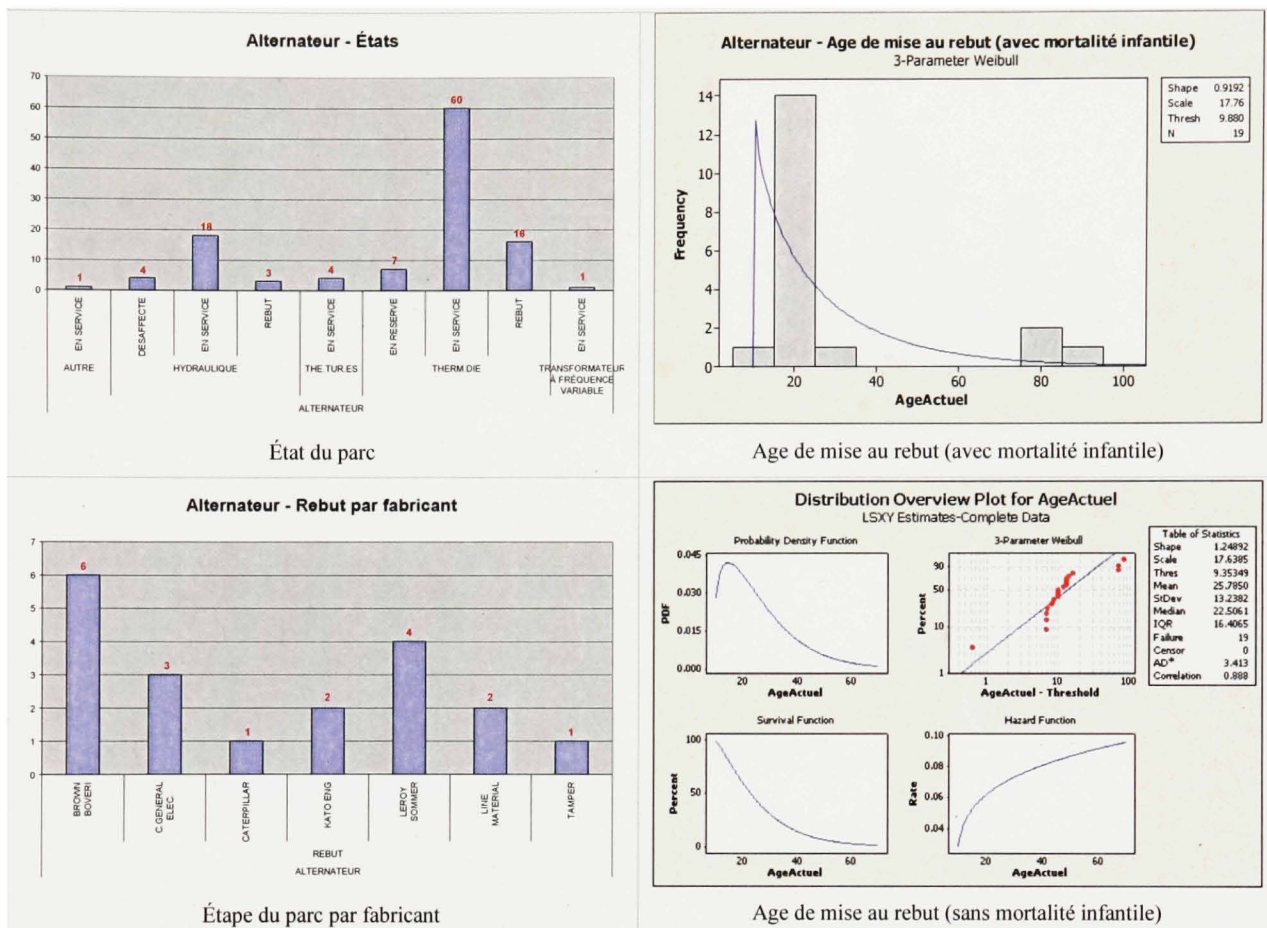 Alternateur - États
70
60
50
40
30
20
10
0
1
4
18
3
4
7
60
16
1
EN SERVICE
DESAFFECTE
EN SERVICE
REBUT
EN SERVICE
EN RESERVE
EN SERVICE
REBUT
EN SERVICE
AUTRE
HYDRAULIQUE
THE.TUR.ES
THERM.DIE
TRANSFORMATEUR
À FRÉQUENCE
VARIABLE
ALTERNATEUR
État du parc
Alternateur - Age de mise au rebut (avec mortalité infantile)
3-Parameter Weibull
Shape 0.9192
Scale 17.76
Thresh 9.880
N 19
Frequency
14
12
10
8
6
4
2
0
20 40 60 80 100
AgeActuel
Age de mise au rebut (avec mortalité infantile)
Alternateur - Rebut par fabricant
7
6
5
4
3
2
1
0
6
3
1
2
4
2
1
BROWN
BOVERI
C.GENERAL
ELEC.
CATERPILLAR
KATO ENG
LEROY
SOMMER
LINE
MATERIAL
TAMPER
REBUT
ALTERNATEUR
Étape du parc par fabricant
Distribution Overview Plot for AgeActuel
LSXY Estimates-Complete Data
Probability Density Function
0.045
0.030
0.015
0.000
PDF
20 40 60
AgeActuel
3-Parameter Weibull
90
50
10
1
Percent
1 10 100
AgeActuel - Threshold
Table of Statistics
Shape 1.24892
Scale 17.6385
Thres 9.35349
Mean 25.7850
StDev 13.2382
Median 22.5061
IQR 16.4065
Failure 19
Censor 0
AD* 3.413
Correlation 0.888
Survival Function
100
50
0
Percent
20 40 60
AgeActuel
Hazard Function
0.10
0.08
0.06
0.04
Rate
20 40 60
AgeActuel
Age de mise au rebut (sans mortalité infantile)